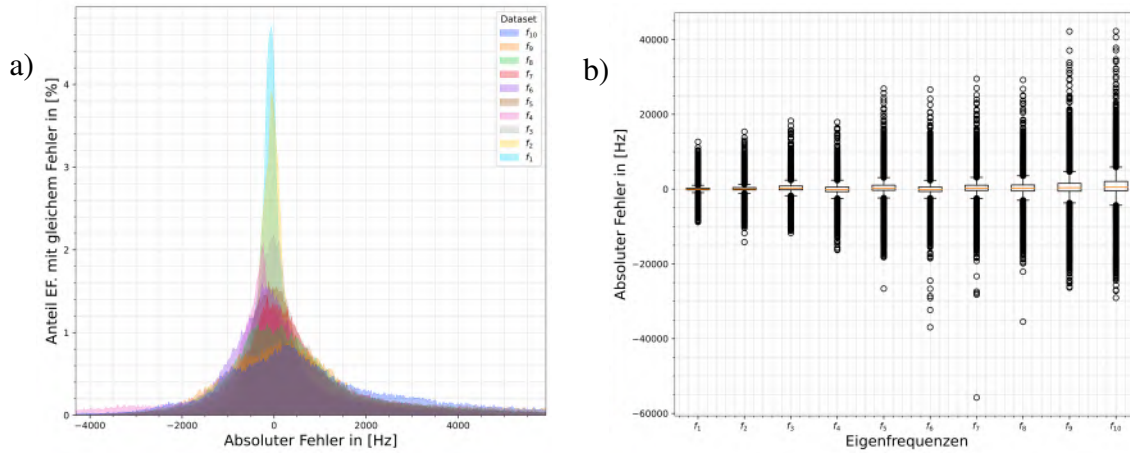 a)
Anteil EF. mit gleichem Fehler in [%]
4
3
2
1
0
-4000
-2000
0
2000
4000
Absoluter Fehler in [Hz]
Dataset
f10
f9
f8
f7
f6
f5
f4
f3
f2
f1
b)
Absoluter Fehler in [Hz]
40000
20000
0
-20000
-40000
-60000
f1 f2 f3 f4 f5 f6 f7 f8 f9 f10
Eigenfrequenzen